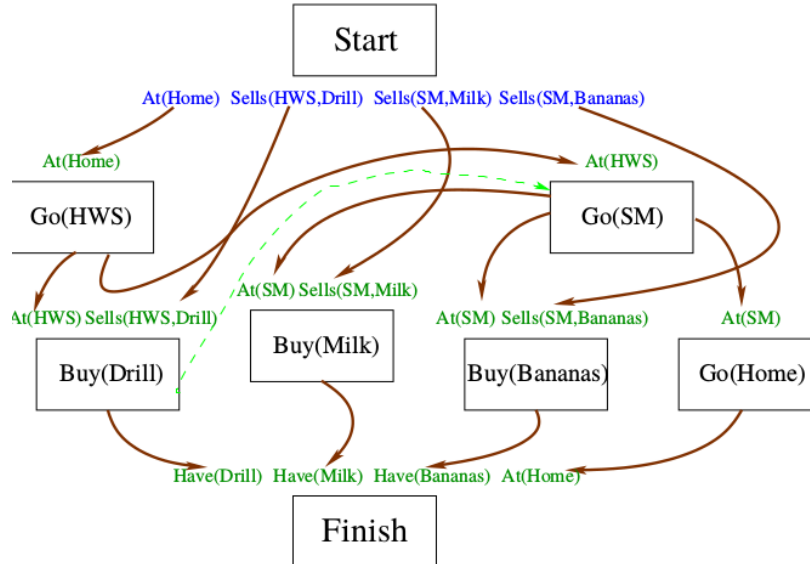 Start
At(Home) Sells(HWS,Drill) Sells(SM,Milk) Sells(SM,Bananas)
At(Home) At(HWS)
Go(HWS) Go(SM)
At(SM) Sells(SM,Milk)
At(HWS) Sells(HWS,Drill) At(SM) Sells(SM,Bananas) At(SM)
Buy(Drill) Buy(Milk) Buy(Bananas) Go(Home)
Have(Drill) Have(Milk) Have(Bananas) At(Home)
Finish